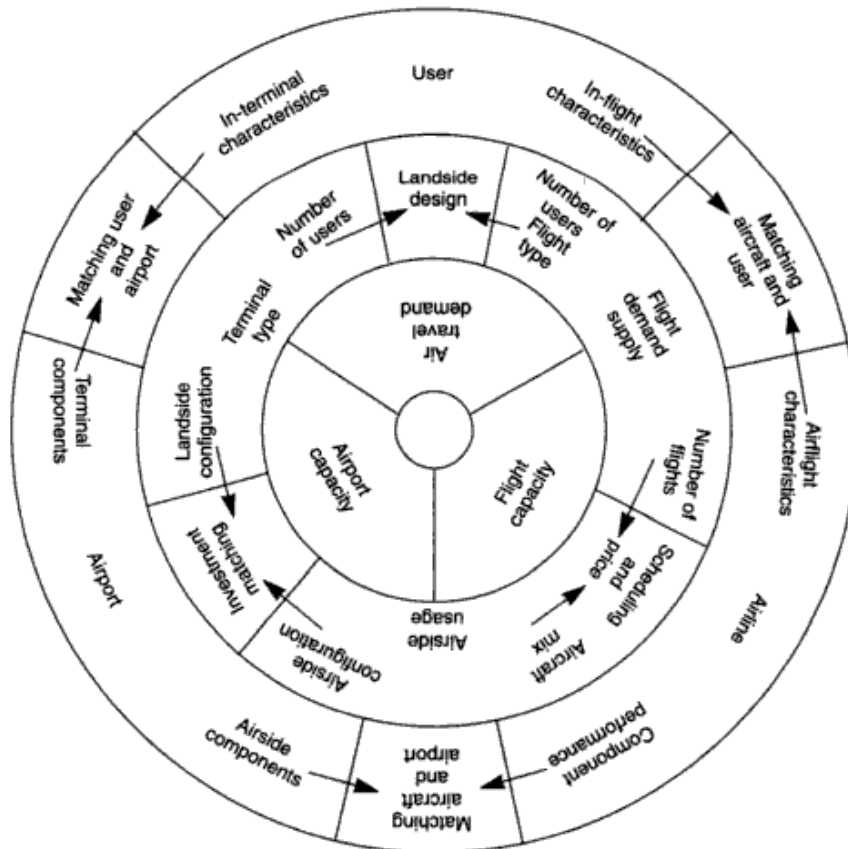 User
In-terminal
characteristics
In-flight
characteristics
Matching user
and
airport
Matching
aircraft and
user
Terminal
components
Airflight
characteristics
Airport
Airline
Airside
components
Component
performance
Matching
aircraft and
airport
Landside
design
Number
of users
Number of
users
Flight
type
Terminal
type
Flight
demand
supply
Landside
configuration
Number of
flights
Investment
matching
Scheduling
and
price
Airside
configuration
Airside
usage
Aircraft
mix
Air
travel
demand
Airport
capacity
Flight
capacity